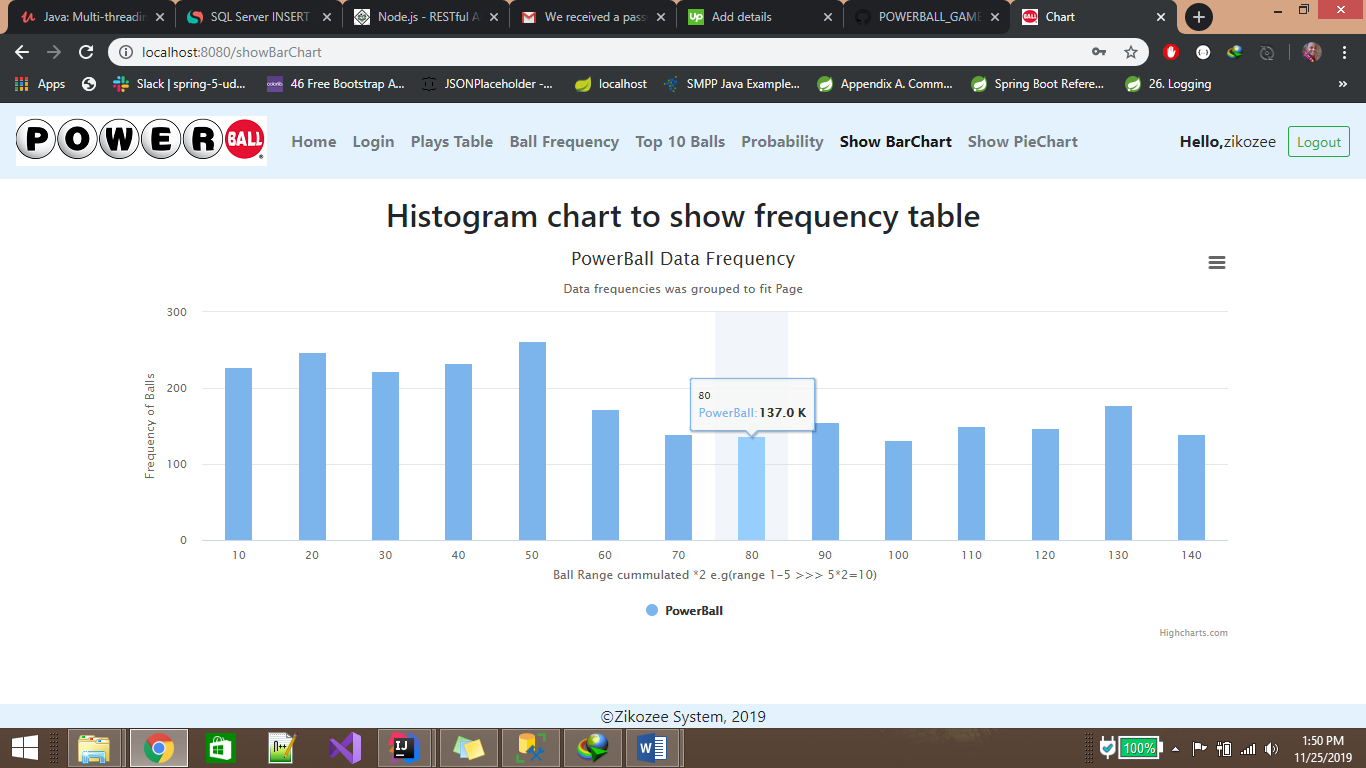 Java: Multi-threadin
SQL Server INSERT
Node.js - RESTful A
We received a pass
Add details
POWERBALL_GAME
Chart
localhost:8080/showBarChart
Apps
Slack | spring-5-ud...
46 Free Bootstrap A...
JSONPlaceholder -...
localhost
SMPP Java Example...
Appendix A. Comm...
Spring Boot Refere...
26. Logging
»
POWER BALL
Home Login Plays Table Ball Frequency Top 10 Balls Probability Show BarChart Show PieChart
Hello,zikozee
Logout
Histogram chart to show frequency table
PowerBall Data Frequency
Data frequencies was grouped to fit Page
Frequency of Balls
300
200
100
0
80
PowerBall: 137.0 K
10 20 30 40 50 60 70 80 90 100 110 120 130 140
Ball Range cummulated *2 e.g(range 1-5 >>> 5*2=10)
PowerBall
Highcharts.com
©Zikozee System, 2019
100%
1:50 PM
11/25/2019